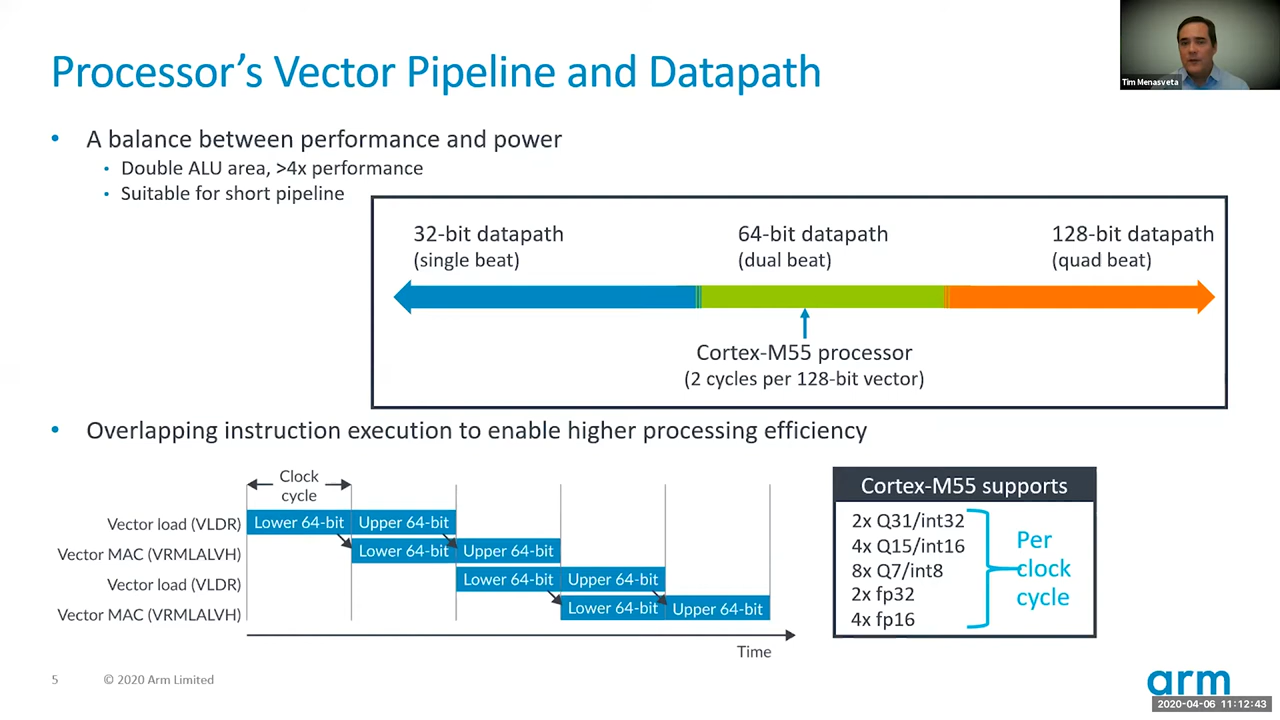 Processor's Vector Pipeline and Datapath
Tim Menasveta
• A balance between performance and power
• Double ALU area, >4x performance
• Suitable for short pipeline
32-bit datapath
(single beat)
64-bit datapath
(dual beat)
128-bit datapath
(quad beat)
Cortex-M55 processor
(2 cycles per 128-bit vector)
• Overlapping instruction execution to enable higher processing efficiency
Clock
cycle
Vector load (VLDR) Lower 64-bit Upper 64-bit
Vector MAC (VRMLALVH) Lower 64-bit Upper 64-bit
Vector load (VLDR) Lower 64-bit Upper 64-bit
Vector MAC (VRMLALVH) Lower 64-bit Upper 64-bit
Time
Cortex-M55 supports
2x Q31/int32
4x Q15/int16
8x Q7/int8
2x fp32
4x fp16
Per
clock
cycle
5 © 2020 Arm Limited
arm
2020-04-06 11:12:43